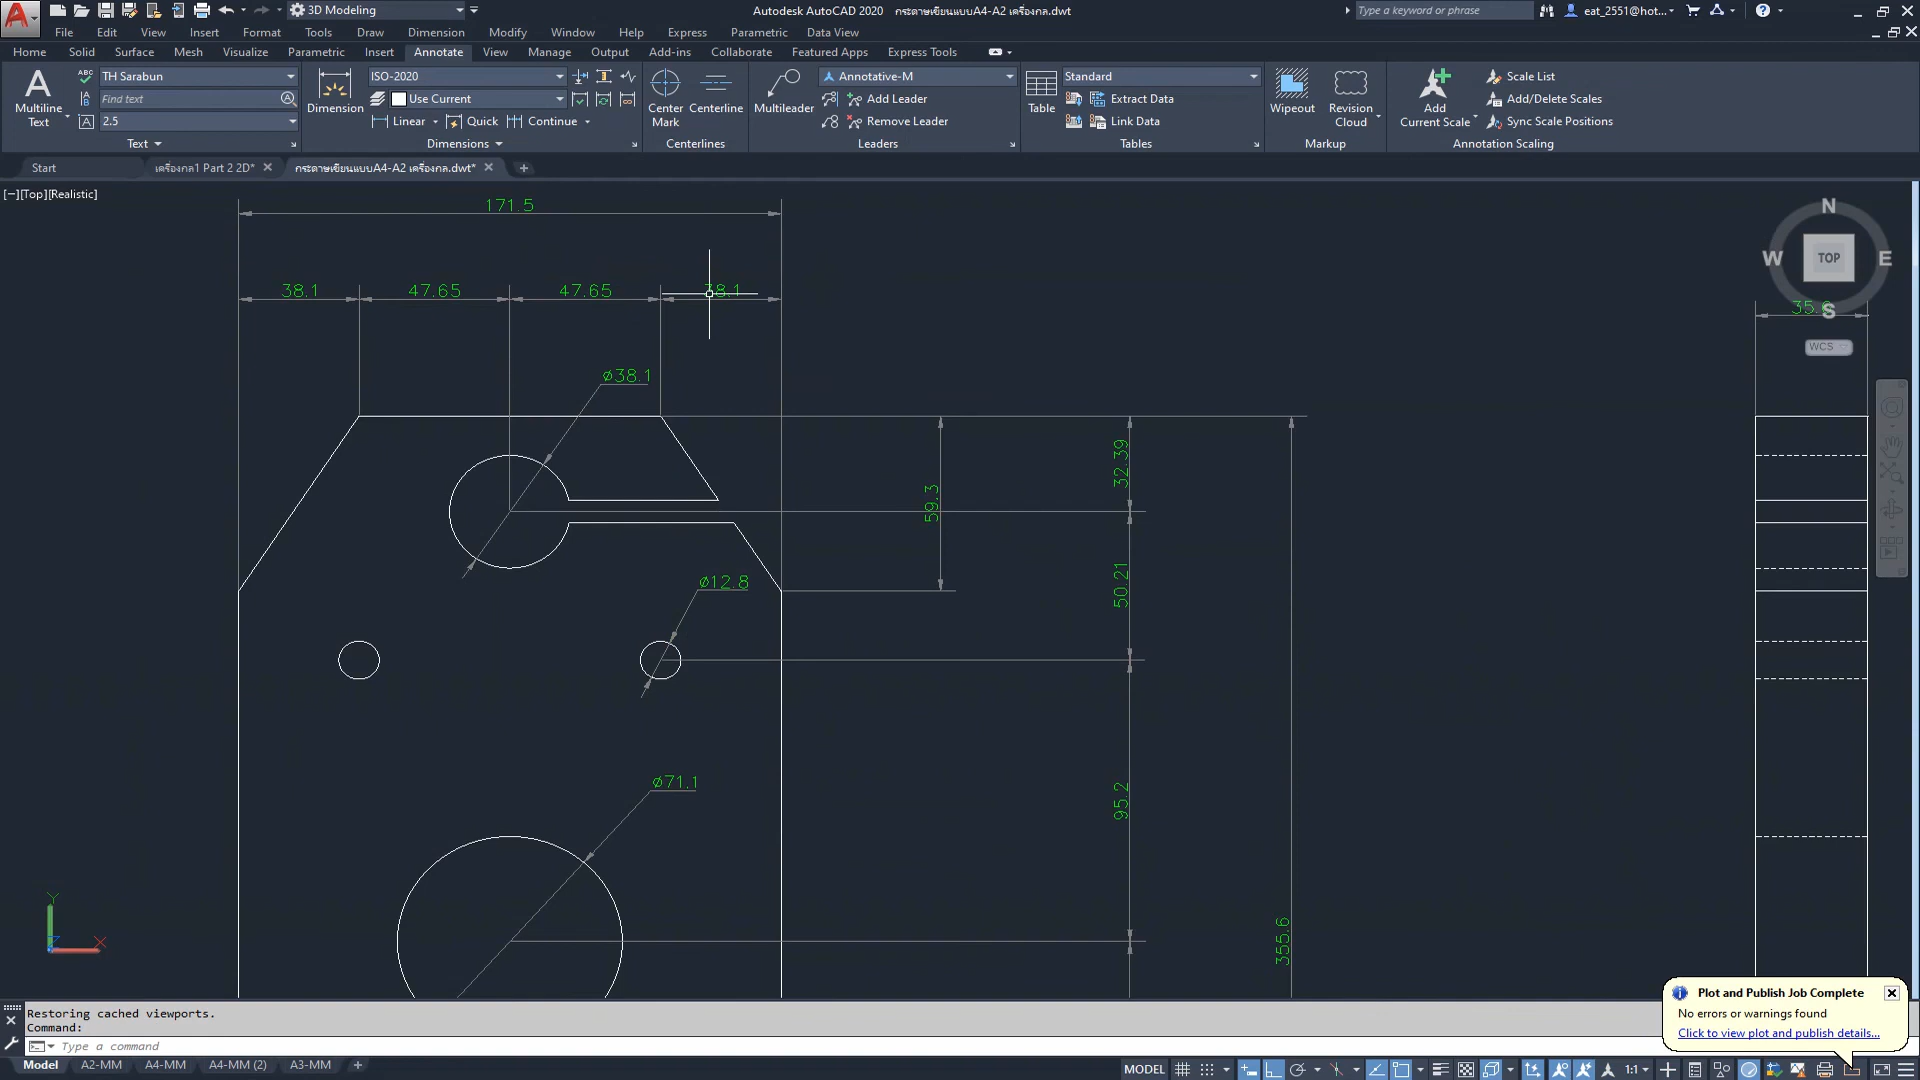 3D Modeling
Autodesk AutoCAD 2020 กระดาษเขียนแบบA4-A2 เครื่องกล.dwt
Type a keyword or phrase
eat_2551@hot...
File Edit View Insert Format Tools Draw Dimension Modify Window Help Express Parametric Data View
Home Solid Surface Mesh Visualize Parametric Insert Annotate View Manage Output Add-ins Collaborate Featured Apps Express Tools
A Multiline Text
ABC TH Sarabun
Find text
2.5
Text
Dimension
ISO-2020
Use Current
Linear Quick Continue
Dimensions
Center Mark
Centerline
Centerlines
Multileader
Annotative-M
Add Leader
Remove Leader
Leaders
Table
Standard
Extract Data
Link Data
Tables
Wipeout
Revision Cloud
Markup
Add Current Scale
Scale List
Add/Delete Scales
Sync Scale Positions
Annotation Scaling
Start เครื่องกล1 Part 2 2D* กระดาษเขียนแบบA4-A2 เครื่องกล.dwt*
[−][Top][Realistic]
171.5
38.1 47.65 47.65 38.1
ø38.1
59.3
32.39
ø12.8
50.21
ø71.1
95.2
355.6
N
W TOP E
S
WCS
Y
X
Restoring cached viewports.
Command:
Type a command
Plot and Publish Job Complete
No errors or warnings found
Click to view plot and publish details...
Model A2-MM A4-MM A4-MM (2) A3-MM
MODEL
1:1